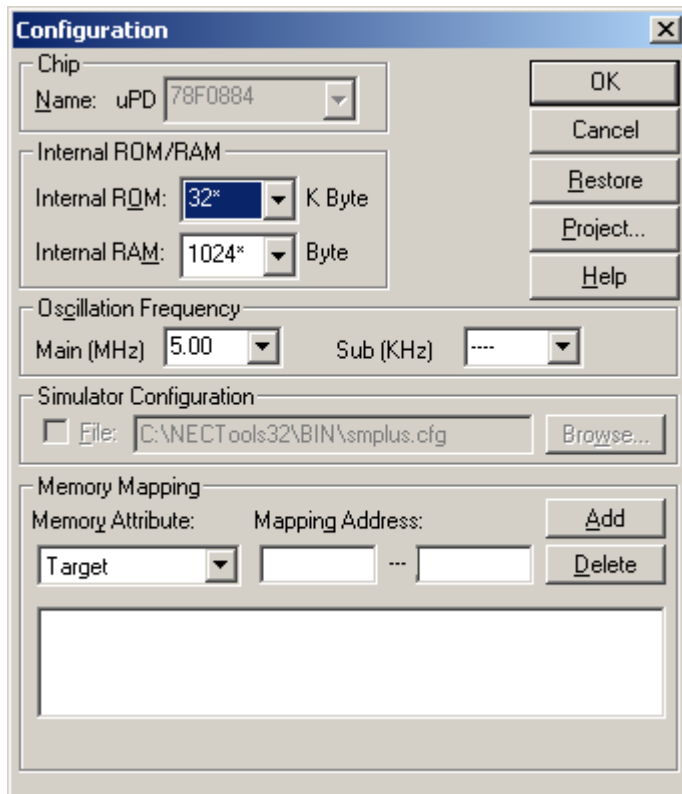 Configuration
Chip
Name: uPD 78F0884
OK
Cancel
Internal ROM/RAM
Internal ROM: 32* K Byte
Restore
Internal RAM: 1024* Byte
Project...
Help
Oscillation Frequency
Main (MHz) 5.00 Sub (KHz) ----
Simulator Configuration
File: C:\NECTools32\BIN\smplus.cfg Browse...
Memory Mapping
Memory Attribute: Mapping Address: Add
Target --- Delete